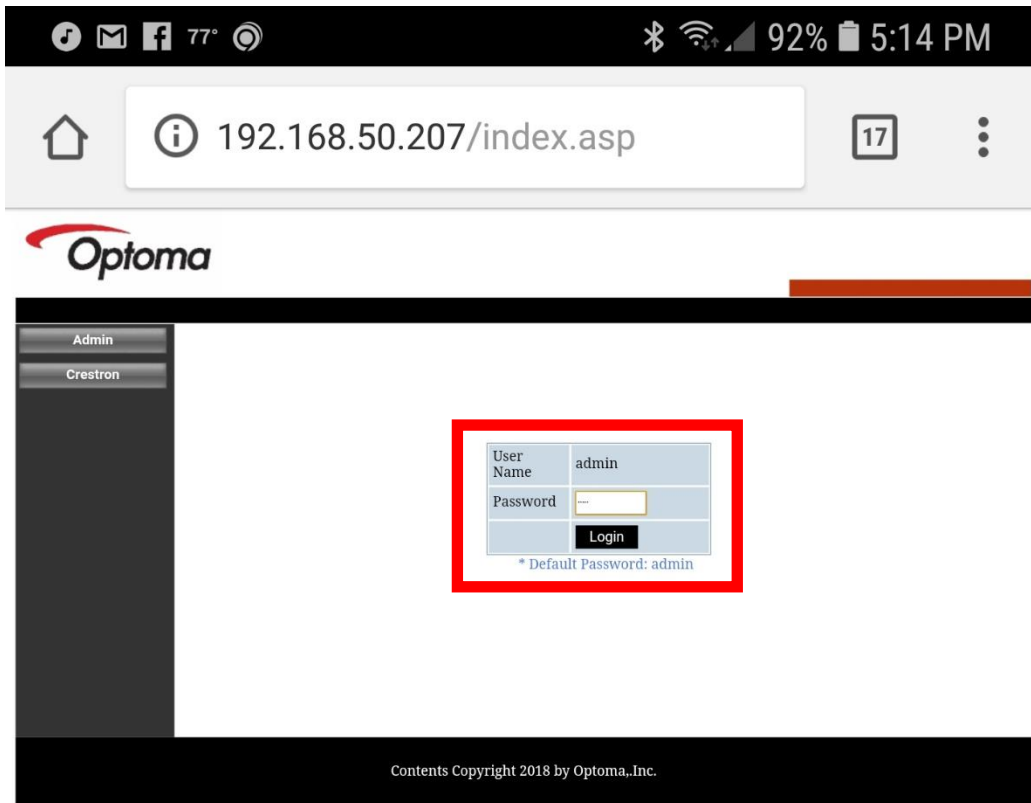 77° 92% 5:14 PM
192.168.50.207/index.asp 17
Optoma
Admin
Crestron
User
Name admin
Password
Login
* Default Password: admin
Contents Copyright 2018 by Optoma,.Inc.